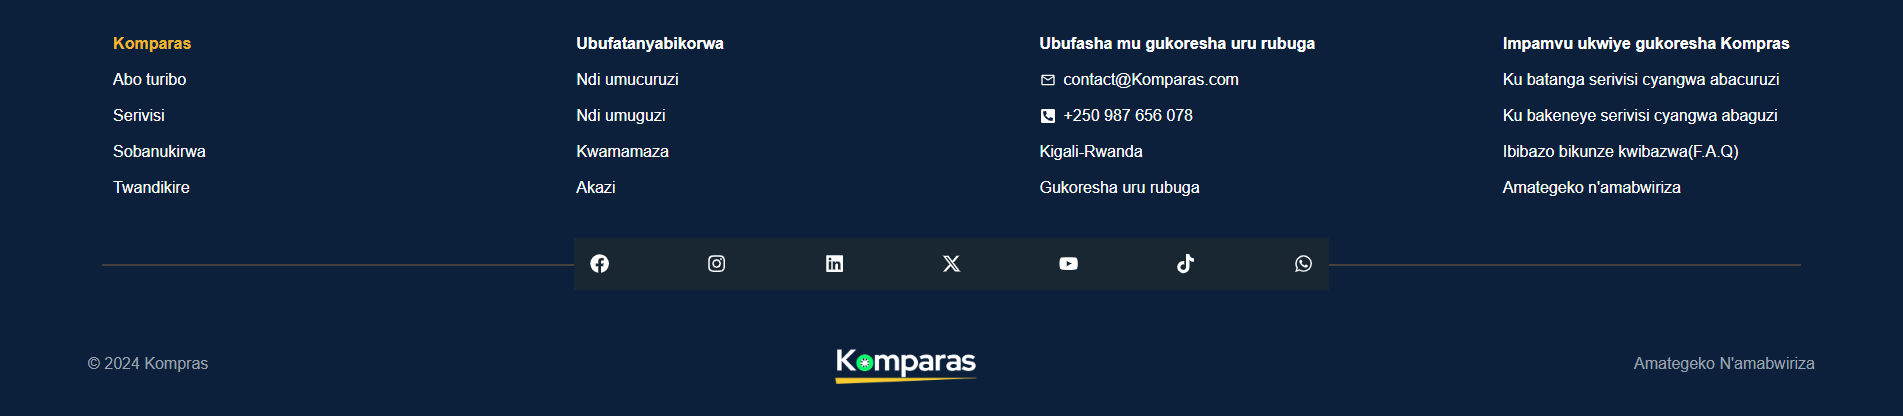 Komparas
Abo turibo
Serivisi
Sobanukirwa
Twandikire
Ubufatanyabikorwa
Ndi umucuruzi
Ndi umuguzi
Kwamamaza
Akazi
Ubufasha mu gukoresha uru rubuga
contact@Komparas.com
+250 987 656 078
Kigali-Rwanda
Gukoresha uru rubuga
Impamvu ukwiye gukoresha Kompras
Ku batanga serivisi cyangwa abacuruzi
Ku bakeneye serivisi cyangwa abaguzi
Ibibazo bikunze kwibazwa(F.A.Q)
Amategeko n'amabwiriza
© 2024 Kompras
Komparas
Amategeko N'amabwiriza